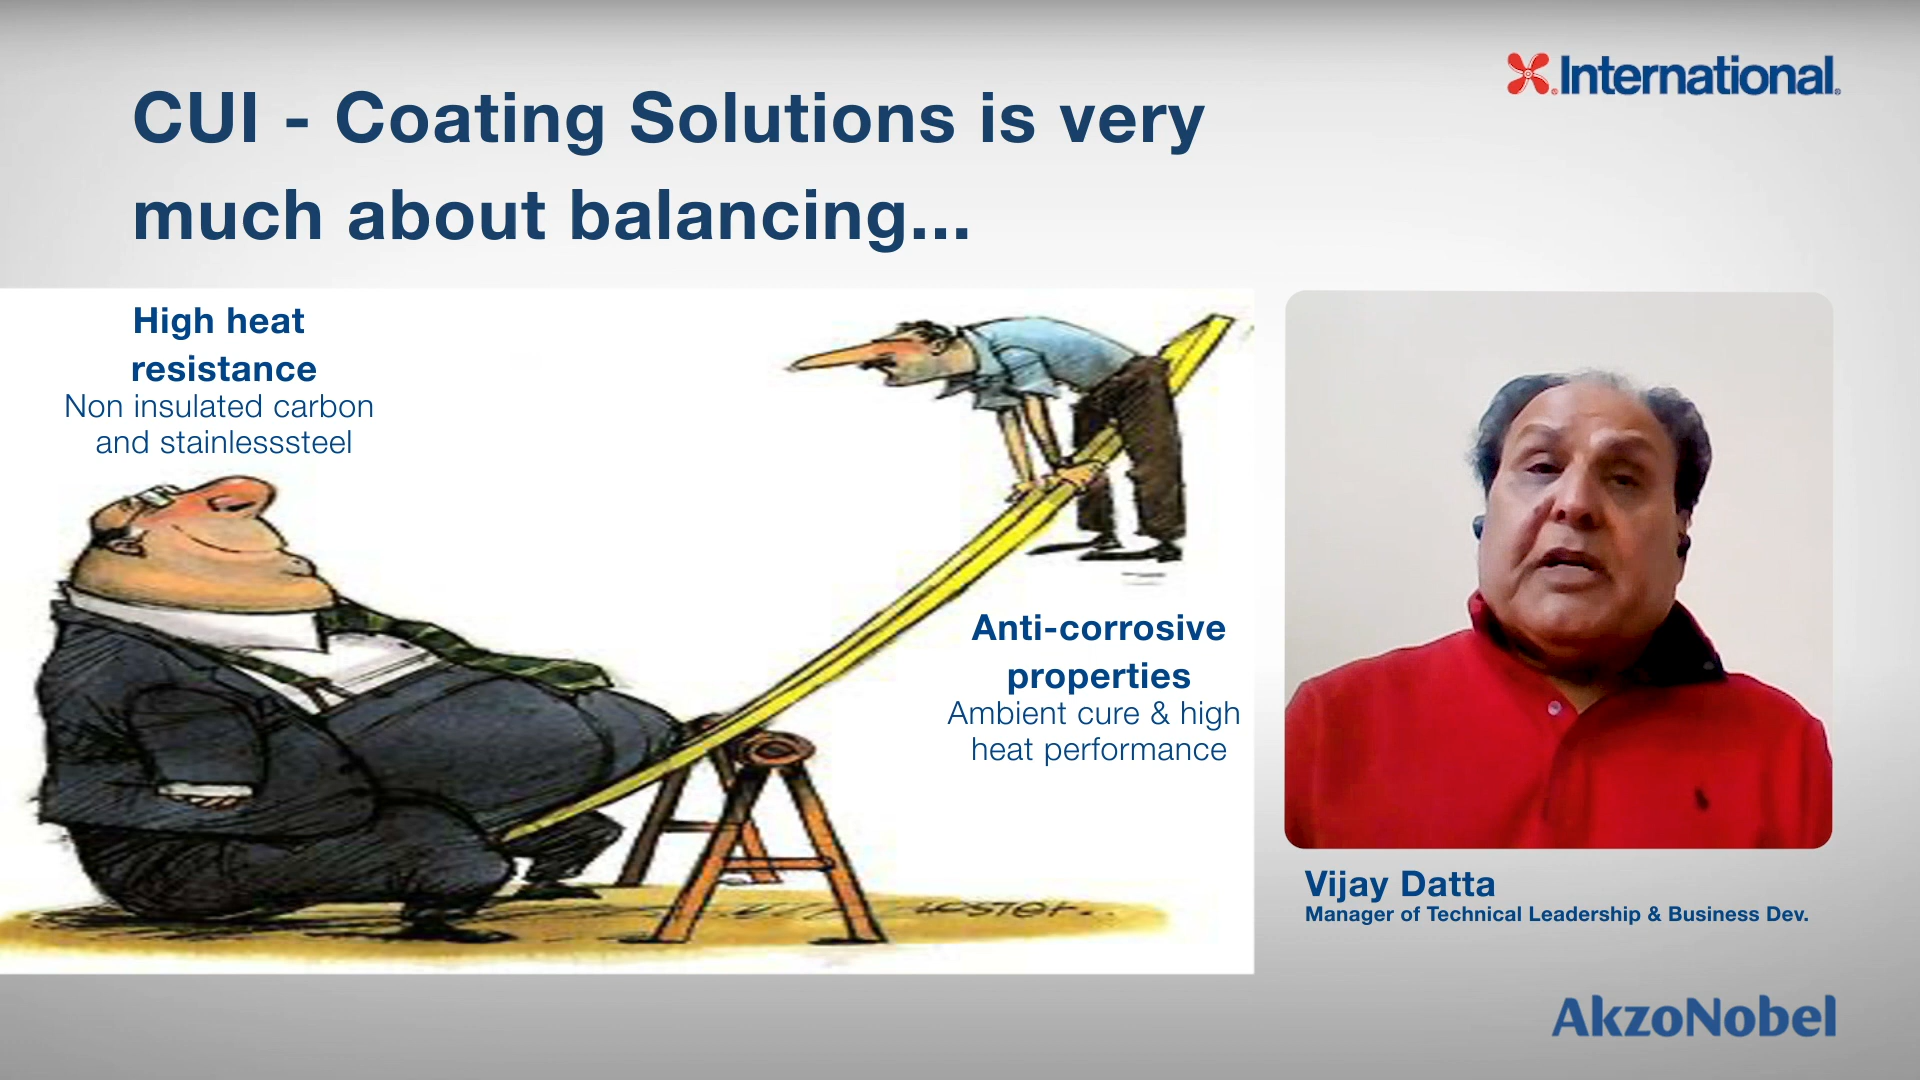 International
CUI - Coating Solutions is very
much about balancing...
High heat
resistance
Non insulated carbon
and stainlesssteel
Anti-corrosive
properties
Ambient cure & high
heat performance
Vijay Datta
Manager of Technical Leadership & Business Dev.
AkzoNobel